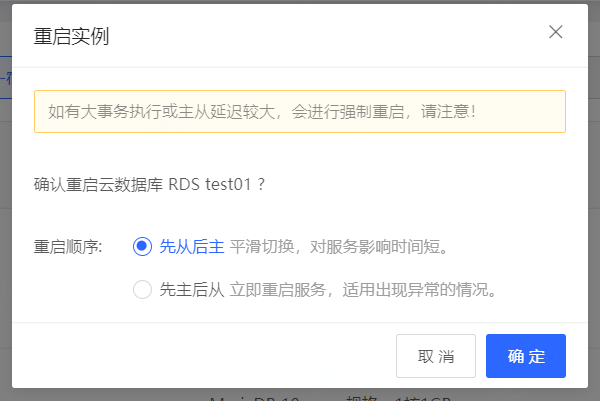 重启实例
如有大事务执行或主从延迟较大，会进行强制重启，请注意！
确认重启云数据库 RDS test01？
重启顺序: 先从后主 平滑切换，对服务影响时间短。
先主后从 立即重启服务，适用出现异常的情况。
取 消 确 定